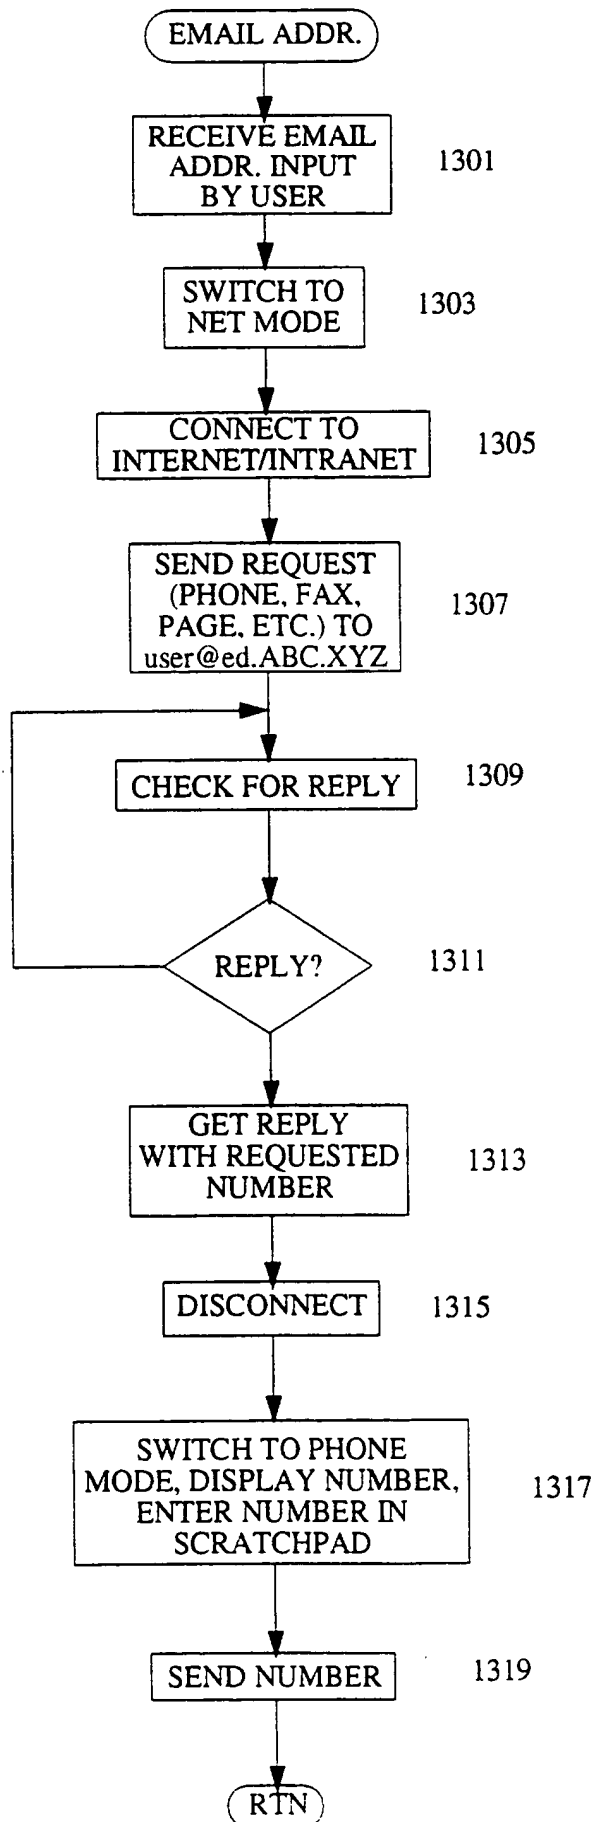 EMAIL ADDR.
RECEIVE EMAIL
ADDR. INPUT
BY USER
1301
SWITCH TO
NET MODE
1303
CONNECT TO
INTERNET/INTRANET
1305
SEND REQUEST
(PHONE, FAX,
PAGE, ETC.) TO
user@ed.ABC.XYZ
1307
CHECK FOR REPLY
1309
REPLY?
1311
GET REPLY
WITH REQUESTED
NUMBER
1313
DISCONNECT
1315
SWITCH TO PHONE
MODE, DISPLAY NUMBER,
ENTER NUMBER IN
SCRATCHPAD
1317
SEND NUMBER
1319
RTN